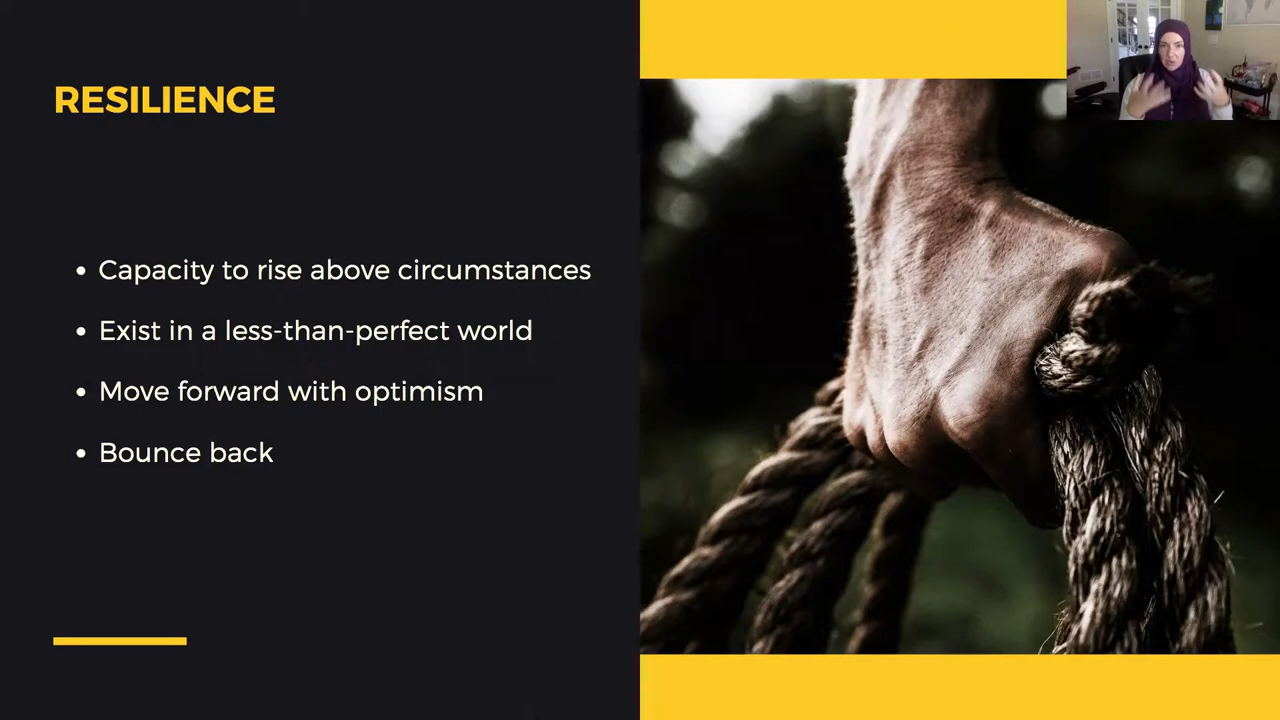 RESILIENCE
• Capacity to rise above circumstances
• Exist in a less-than-perfect world
• Move forward with optimism
• Bounce back